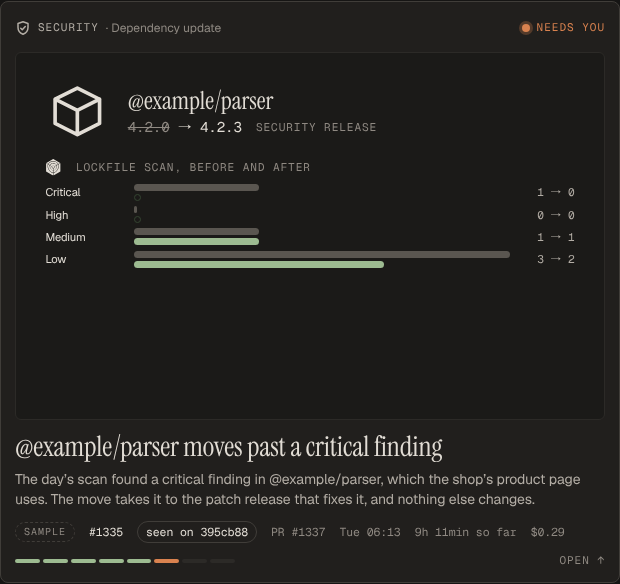 SECURITY · Dependency update
NEEDS YOU
@example/parser
4.2.0 → 4.2.3 SECURITY RELEASE
LOCKFILE SCAN, BEFORE AND AFTER
Critical 1 → 0
High 0 → 0
Medium 1 → 1
Low 3 → 2
@example/parser moves past a critical finding
The day’s scan found a critical finding in @example/parser, which the shop’s product page
uses. The move takes it to the patch release that fixes it, and nothing else changes.
SAMPLE #1335 seen on 395cb88 PR #1337 Tue 06:13 9h 11min so far $0.29
OPEN ↑